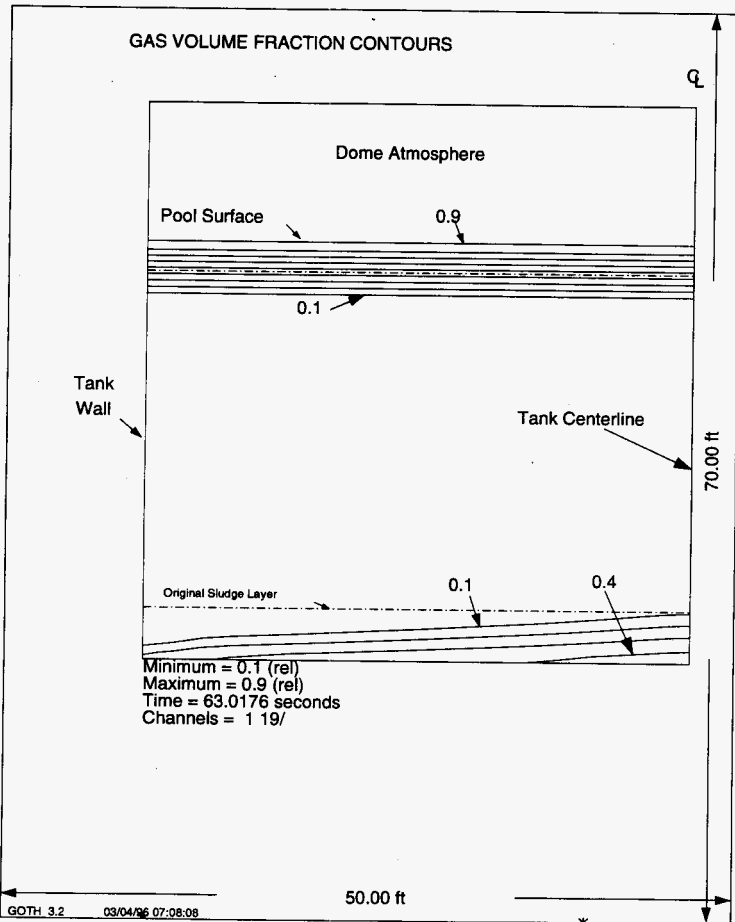 GAS VOLUME FRACTION CONTOURS
℄
Dome Atmosphere
Pool Surface
0.9
0.1
Tank
Wall
Tank Centerline
70.00 ft
Original Sludge Layer
0.1
0.4
Minimum = 0.1 (rel)
Maximum = 0.9 (rel)
Time = 63.0176 seconds
Channels = 1 19/
50.00 ft
GOTH 3.2 03/04/96 07:08:08